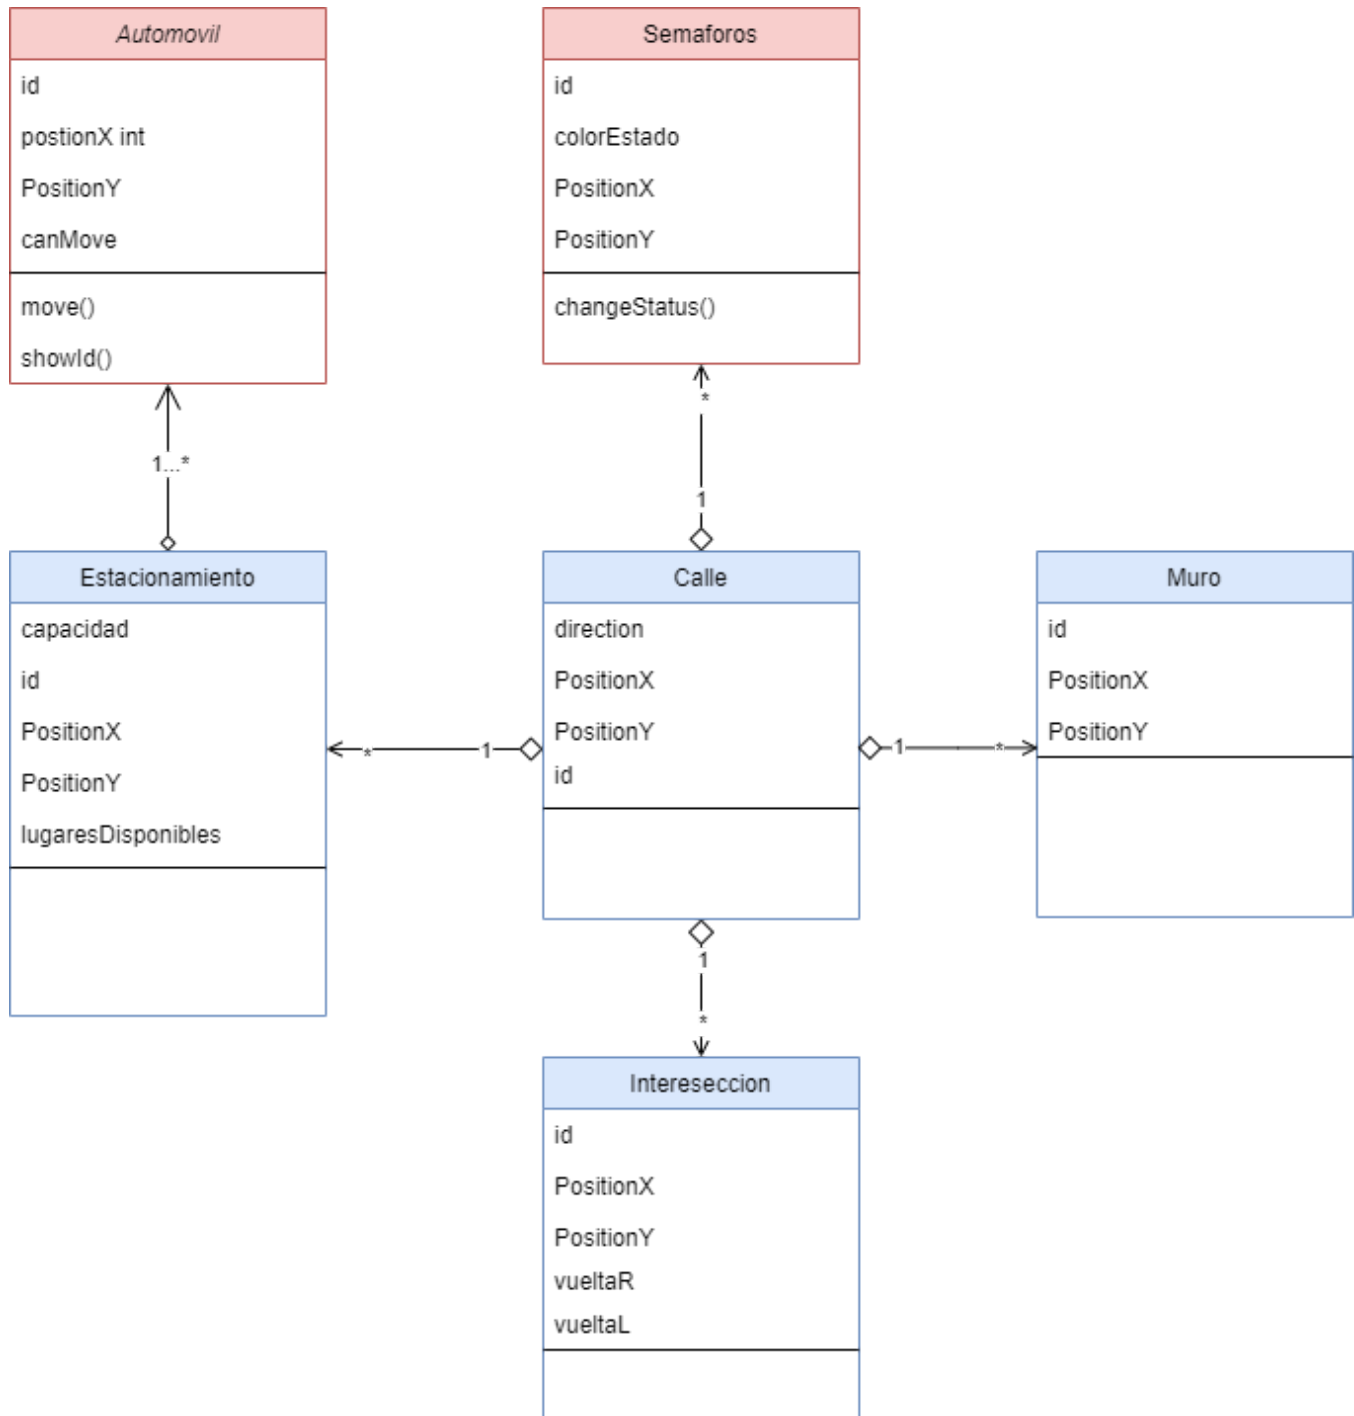 Automovil
id
postionX int
PositionY
canMove
move()
showId()
Semaforos
id
colorEstado
PositionX
PositionY
changeStatus()
1...*
*
1
Estacionamiento
capacidad
id
PositionX
PositionY
lugaresDisponibles
*
1
Calle
direction
PositionX
PositionY
id
1
*
Muro
id
PositionX
PositionY
1
*
Intereseccion
id
PositionX
PositionY
vueltaR
vueltaL